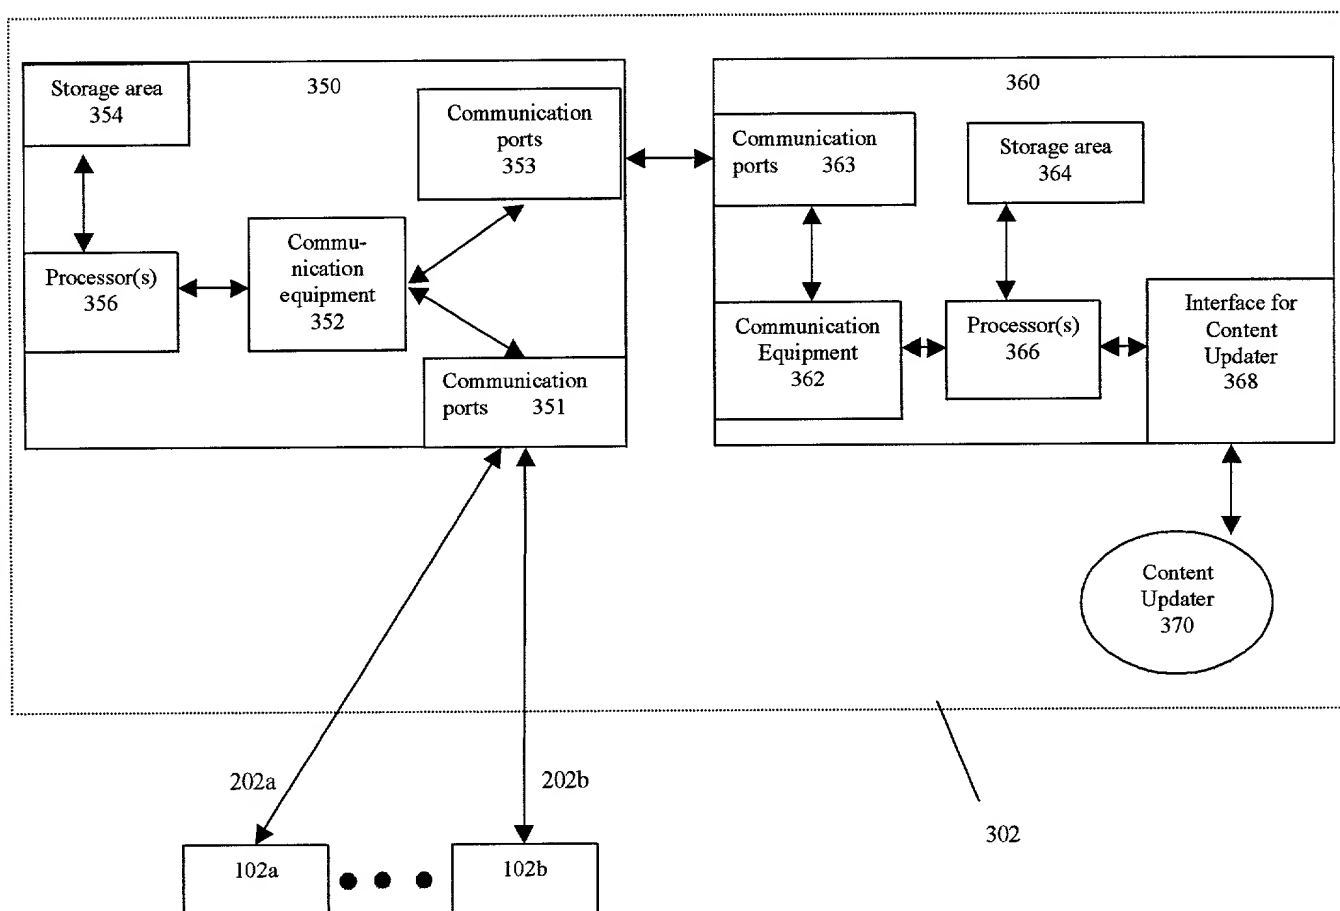 350
Storage area
354
Communication
ports
353
Processor(s)
356
Commu-
nication
equipment
352
Communication
ports 351
360
Communication
ports 363
Storage area
364
Communication
Equipment
362
Processor(s)
366
Interface for
Content
Updater
368
Content
Updater
370
202a
202b
302
102a
102b